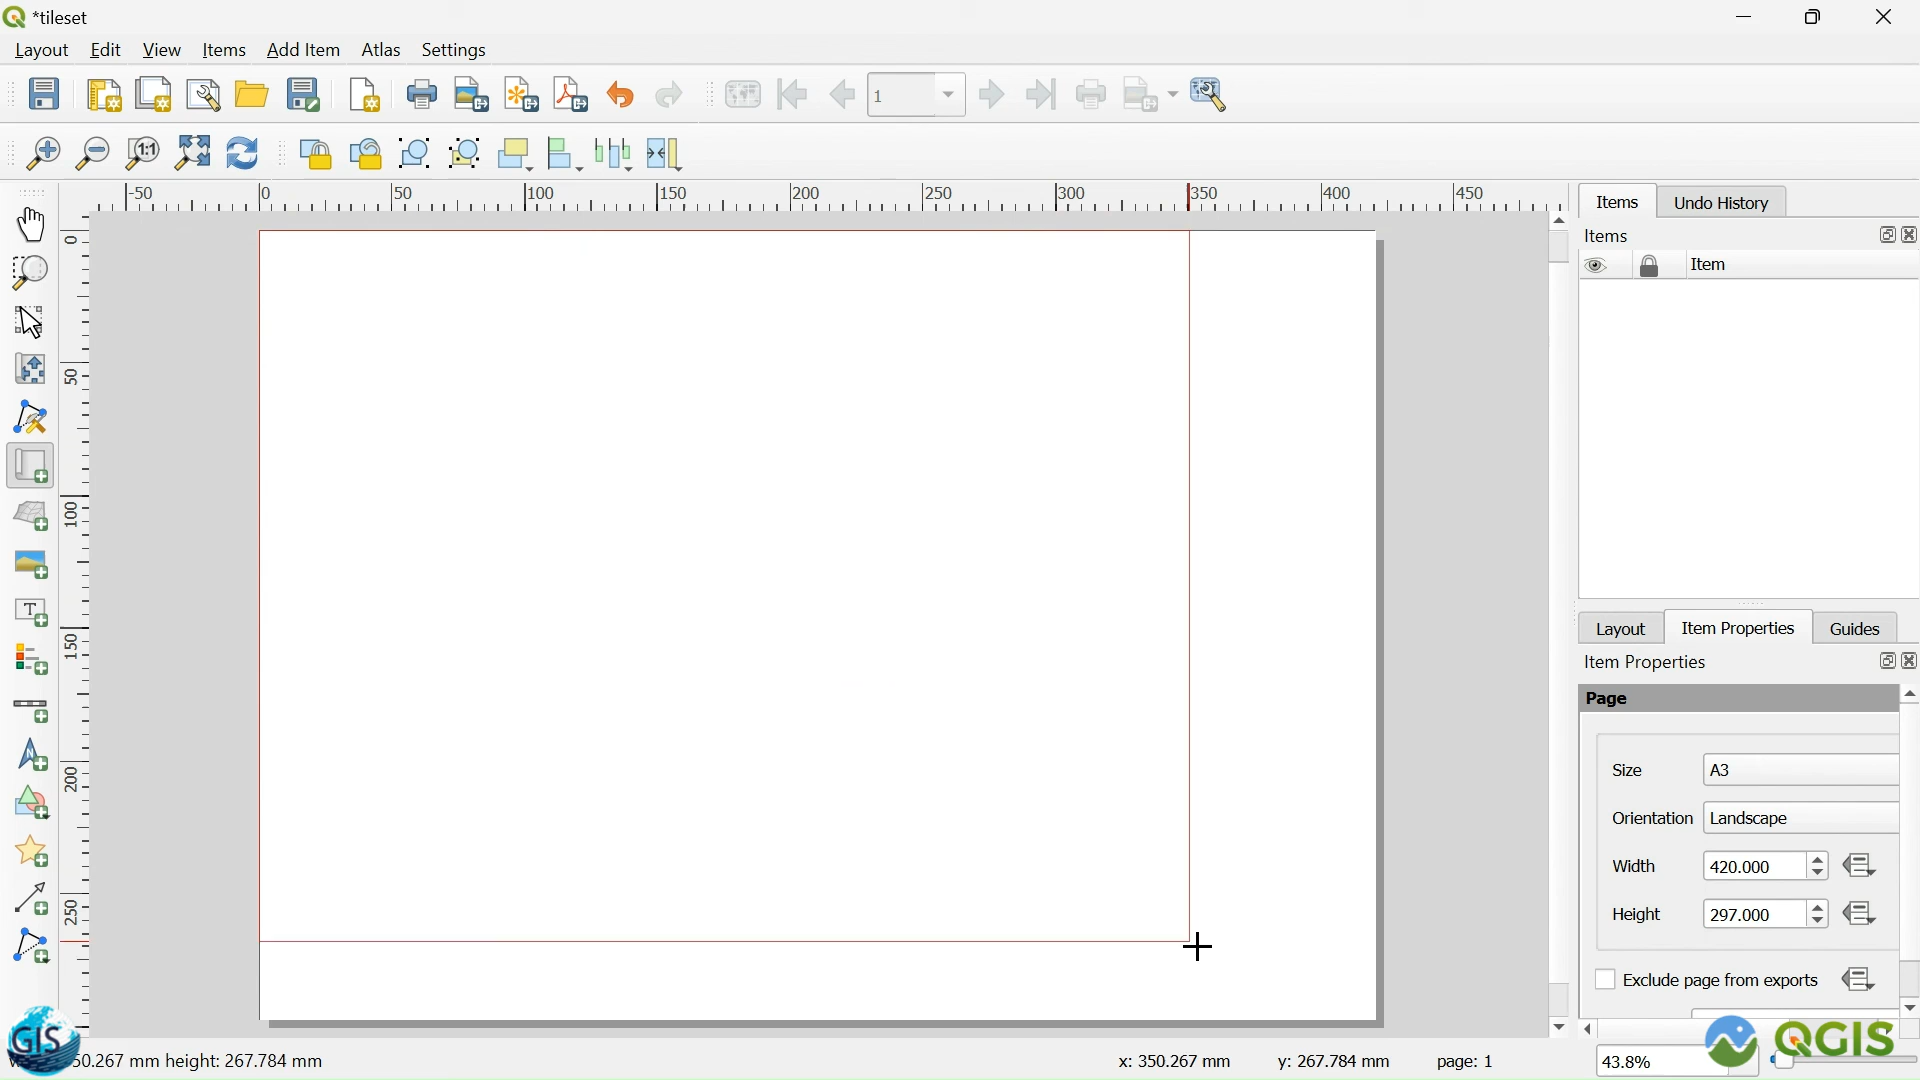 *tileset
Layout Edit View Items Add Item Atlas Settings
1:1
1
-50 0 50 100 150 200 250 300 350 400 450
0
50
100
150
200
250
T
N
Items Undo History
Items
Item
Layout Item Properties Guides
Item Properties
Page
Size A3
Orientation Landscape
Width 420.000
Height 297.000
Exclude page from exports
GIS
50.267 mm height: 267.784 mm x: 350.267 mm y: 267.784 mm page: 1 43.8%
QGIS